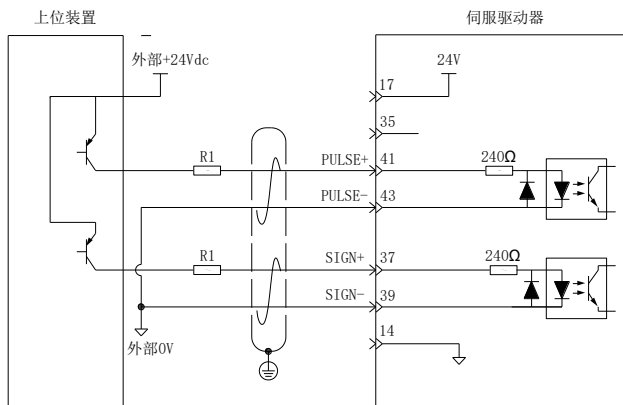 上位装置
伺服驱动器
外部+24Vdc
24V
17
35
R1
PULSE+
41
240Ω
PULSE-
43
R1
SIGN+
37
240Ω
SIGN-
39
外部0V
14